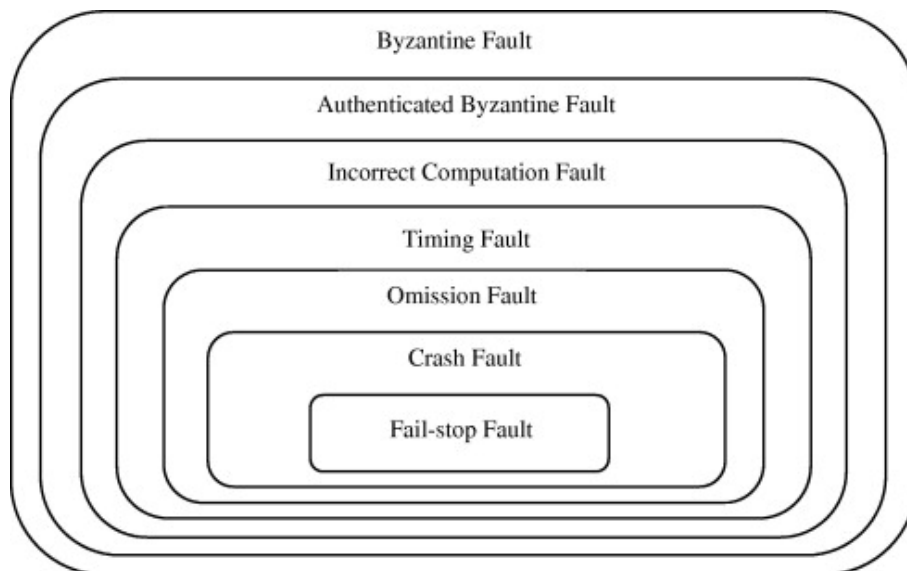 Byzantine Fault
Authenticated Byzantine Fault
Incorrect Computation Fault
Timing Fault
Omission Fault
Crash Fault
Fail-stop Fault